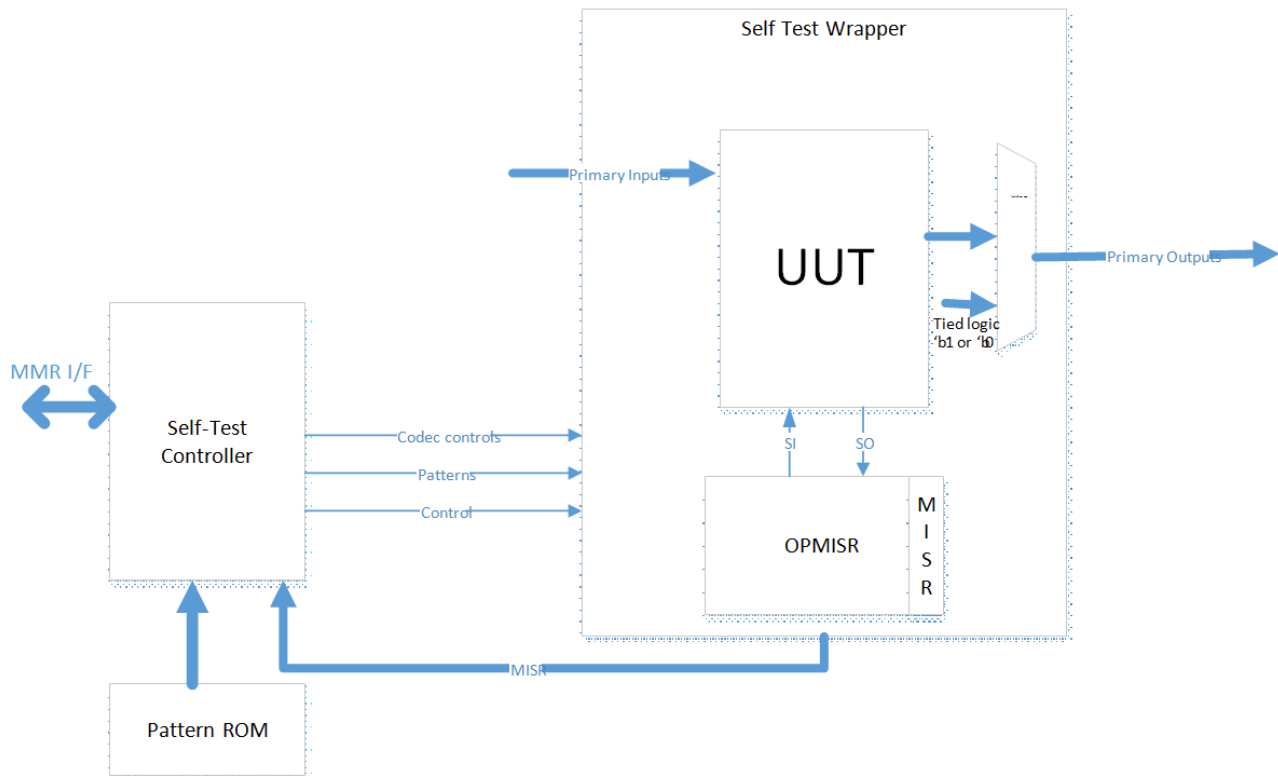 Self Test Wrapper
Primary Inputs
UUT
Primary Outputs
Tied logic
‘b1 or ‘b0
MMR I/F
Self-Test
Controller
Codec controls
Patterns
Control
SI
SO
OPMISR
M
I
S
R
MISR
Pattern ROM